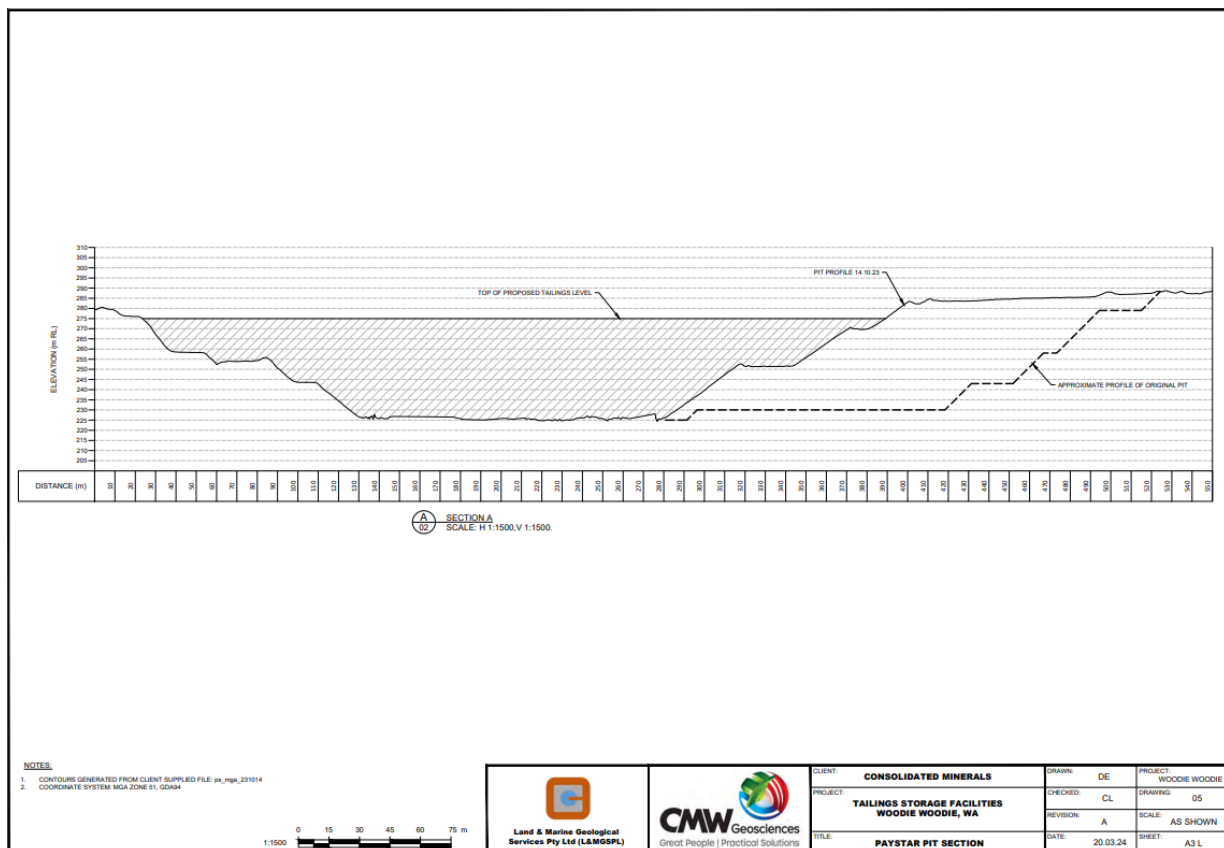 310
305
300
295
290
285
280
275
270
265
260
255
250
245
240
235
230
225
220
215
210
205
ELEVATION (m RL)
PIT PROFILE 14.10.23
TOP OF PROPOSED TAILINGS LEVEL
APPROXIMATE PROFILE OF ORIGINAL PIT
DISTANCE (m) 10 20 30 40 50 60 70 80 90 100 110 120 130 140 150 160 170 180 190 200 210 220 230 240 250 260 270 280 290 300 310 320 330 340 350 360 370 380 390 400 410 420 430 440 450 460 470 480 490 500 510 520 530 540 550
A
02
SECTION A
SCALE: H 1:1500,V 1:1500.
NOTES:
1. CONTOURS GENERATED FROM CLIENT SUPPLIED FILE: ps_mga_231014
2. COORDINATE SYSTEM: MGA ZONE 51, GDA94
1:1500
0 15 30 45 60 75 m
Land & Marine Geological
Services Pty Ltd (L&MGSPL)
CMW Geosciences
Great People | Practical Solutions
CLIENT: CONSOLIDATED MINERALS
PROJECT:
TAILINGS STORAGE FACILITIES
WOODIE WOODIE, WA
TITLE: PAYSTAR PIT SECTION
DRAWN: DE
CHECKED: CL
REVISION: A
DATE: 20.03.24
PROJECT: WOODIE WOODIE
DRAWING: 05
SCALE: AS SHOWN
SHEET: A3 L